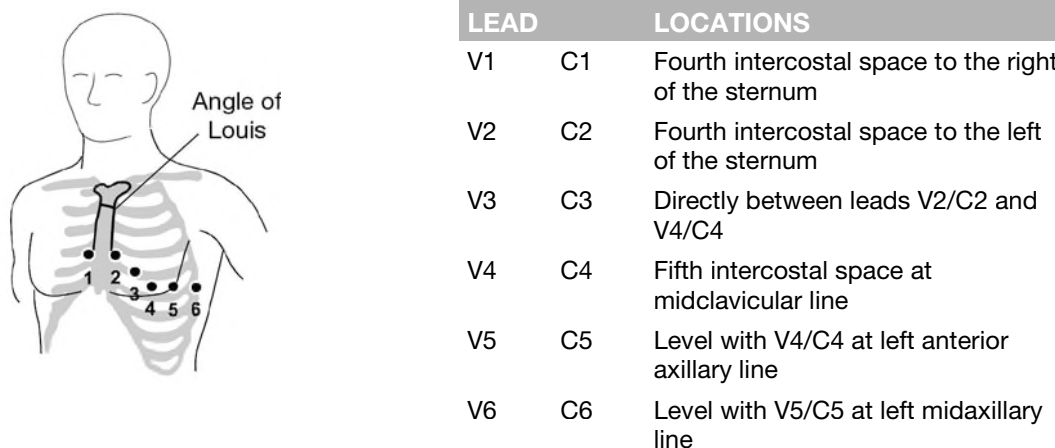 Angle of
Louis
1 2
3
4 5 6
LEAD LOCATIONS
V1 C1 Fourth intercostal space to the right
of the sternum
V2 C2 Fourth intercostal space to the left
of the sternum
V3 C3 Directly between leads V2/C2 and
V4/C4
V4 C4 Fifth intercostal space at
midclavicular line
V5 C5 Level with V4/C4 at left anterior
axillary line
V6 C6 Level with V5/C5 at left midaxillary
line